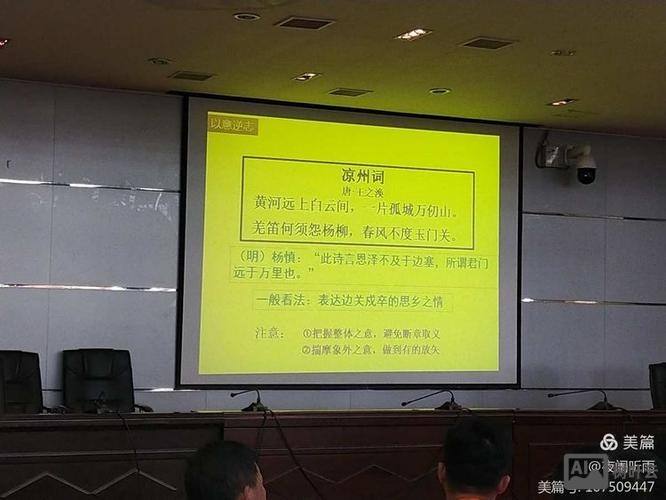 以意逆志
凉州词
唐·王之涣
黄河远上白云间，一片孤城万仞山。
羌笛何须怨杨柳，春风不度玉门关。
（明）杨慎：“此诗言恩泽不及于边塞，所谓君门
远于万里也。”
一般看法：表达边关戍卒的思乡之情
注意： ①把握整体之意，避免断章取义
②揣摩象外之意，做到有的放矢
美篇
@夜阑听雨
美篇号
509447